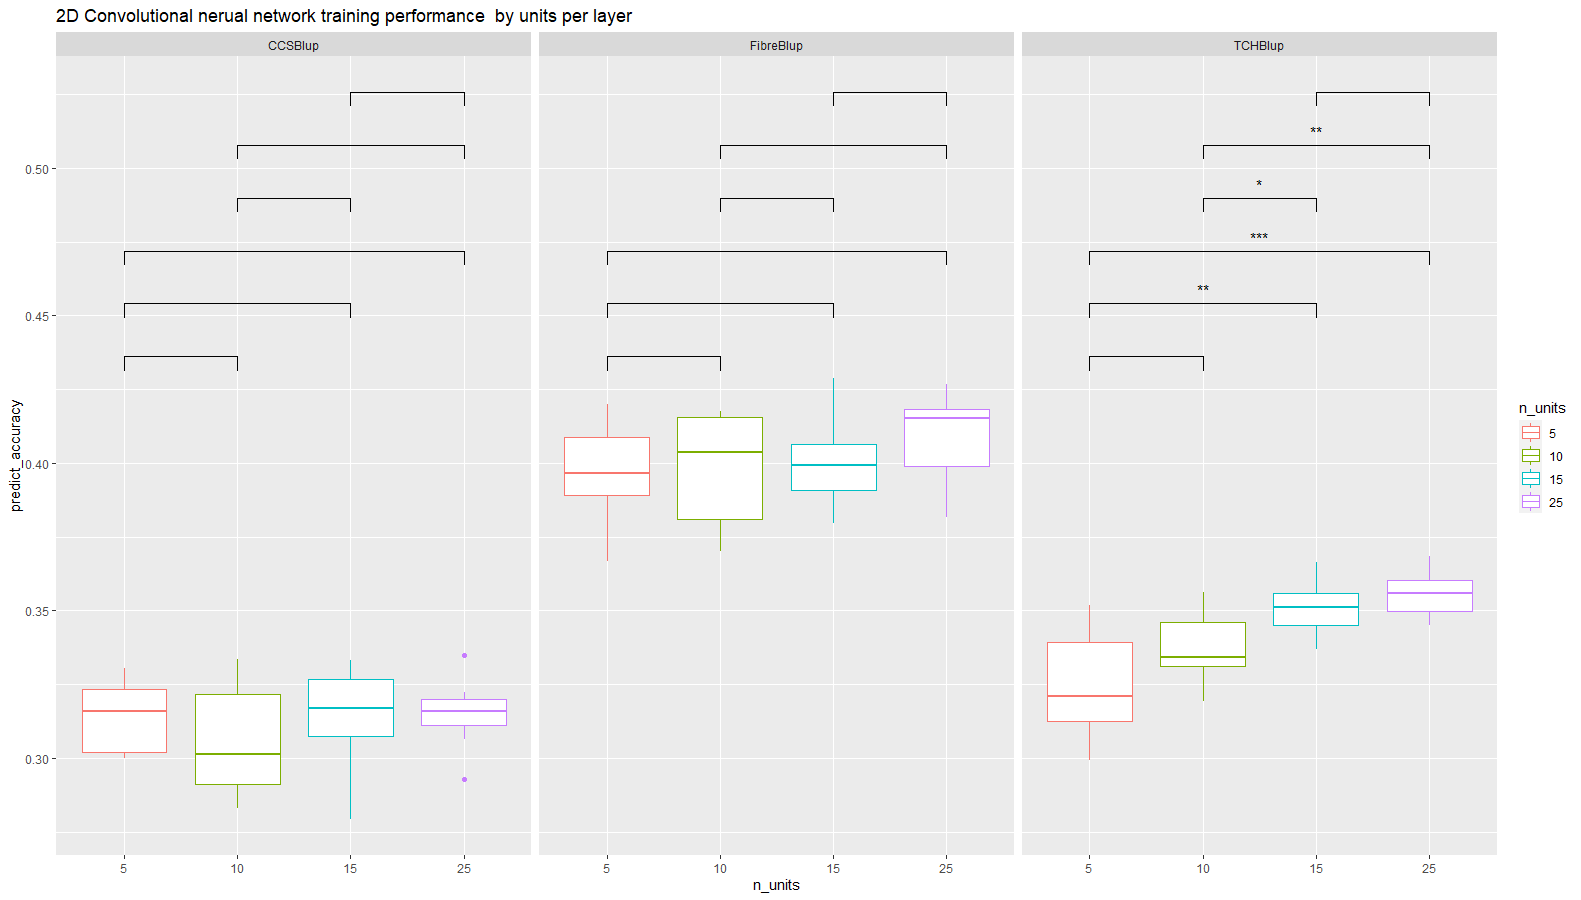 2D Convolutional nerual network training performance  by units per layer
CCSBlup
FibreBlup
TCHBlup
**
*
***
**
0.50
0.45
0.40
0.35
0.30
predict_accuracy
5 10 15 25
5 10 15 25
5 10 15 25
n_units
n_units
5
10
15
25